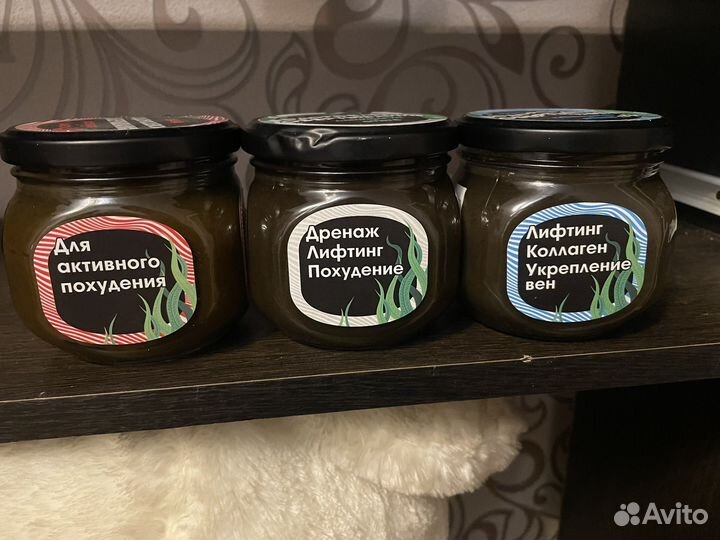 Для
активного
похудения
Дренаж
Лифтинг
Похудение
Лифтинг
Коллаген
Укрепление
вен
Avito